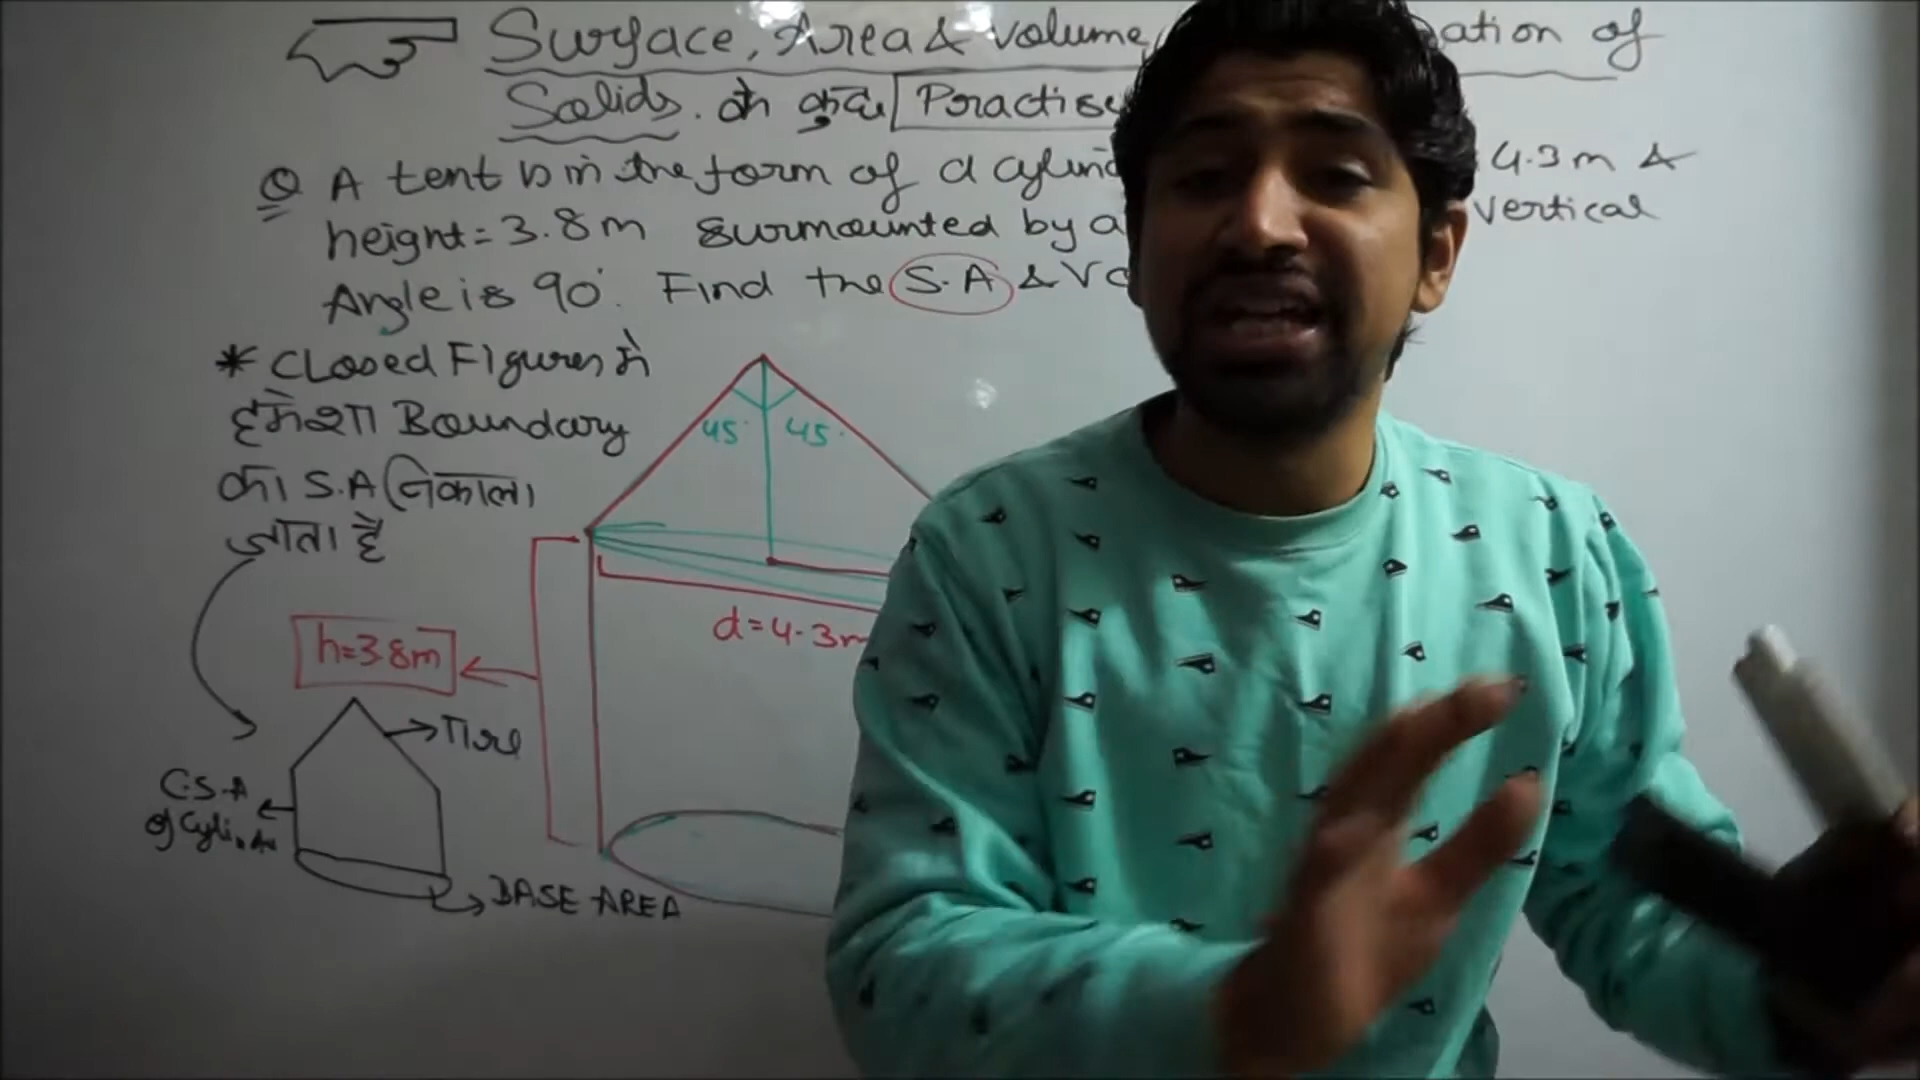 Surface, Area & volume, ation of
Solids. के कुछ Practise
Q A tent is in the form of a cylind 4.3m &
height = 3.8m surmounted by a vertical
Angle is 90°. Find the S.A & Vo
* Closed Figures में
हमेशा Boundary
का S.A निकाला
जाता है
45° 45°
d=4.3m
h=3.8m
C.S.A
of Cylinder
BASE AREA